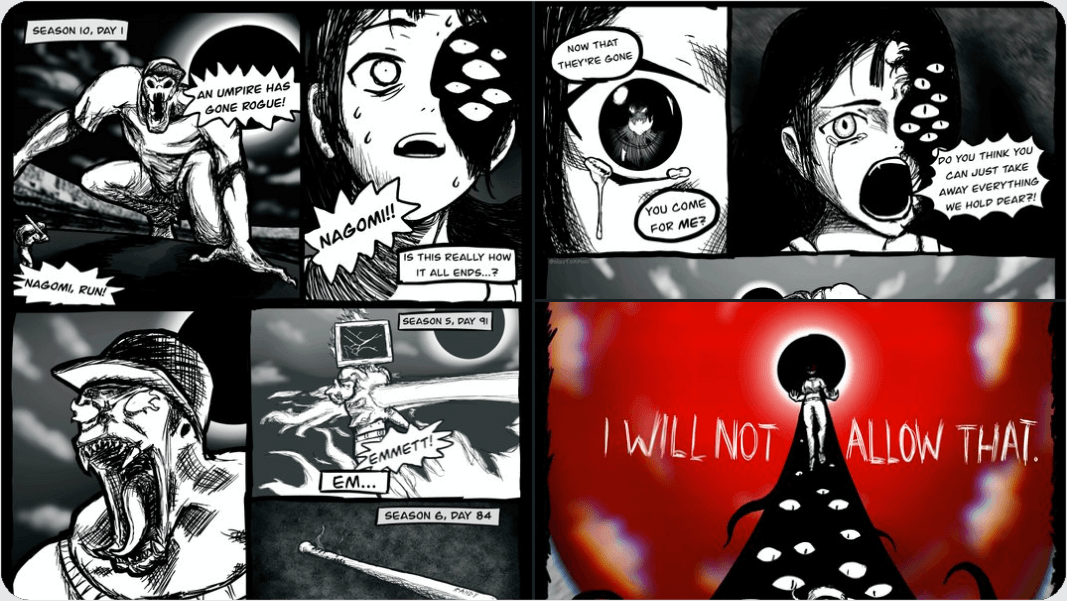 SEASON 10, DAY 1
AN UMPIRE HAS
GONE ROGUE!
NAGOMI, RUN!
NAGOMI!!
IS THIS REALLY HOW
IT ALL ENDS...?
SEASON 5, DAY 91
EMMETT!
EM...
SEASON 6, DAY 84
NOW THAT
THEY'RE GONE
YOU COME
FOR ME?
DO YOU THINK YOU
CAN JUST TAKE
AWAY EVERYTHING
WE HOLD DEAR?!
I WILL NOT ALLOW THAT.